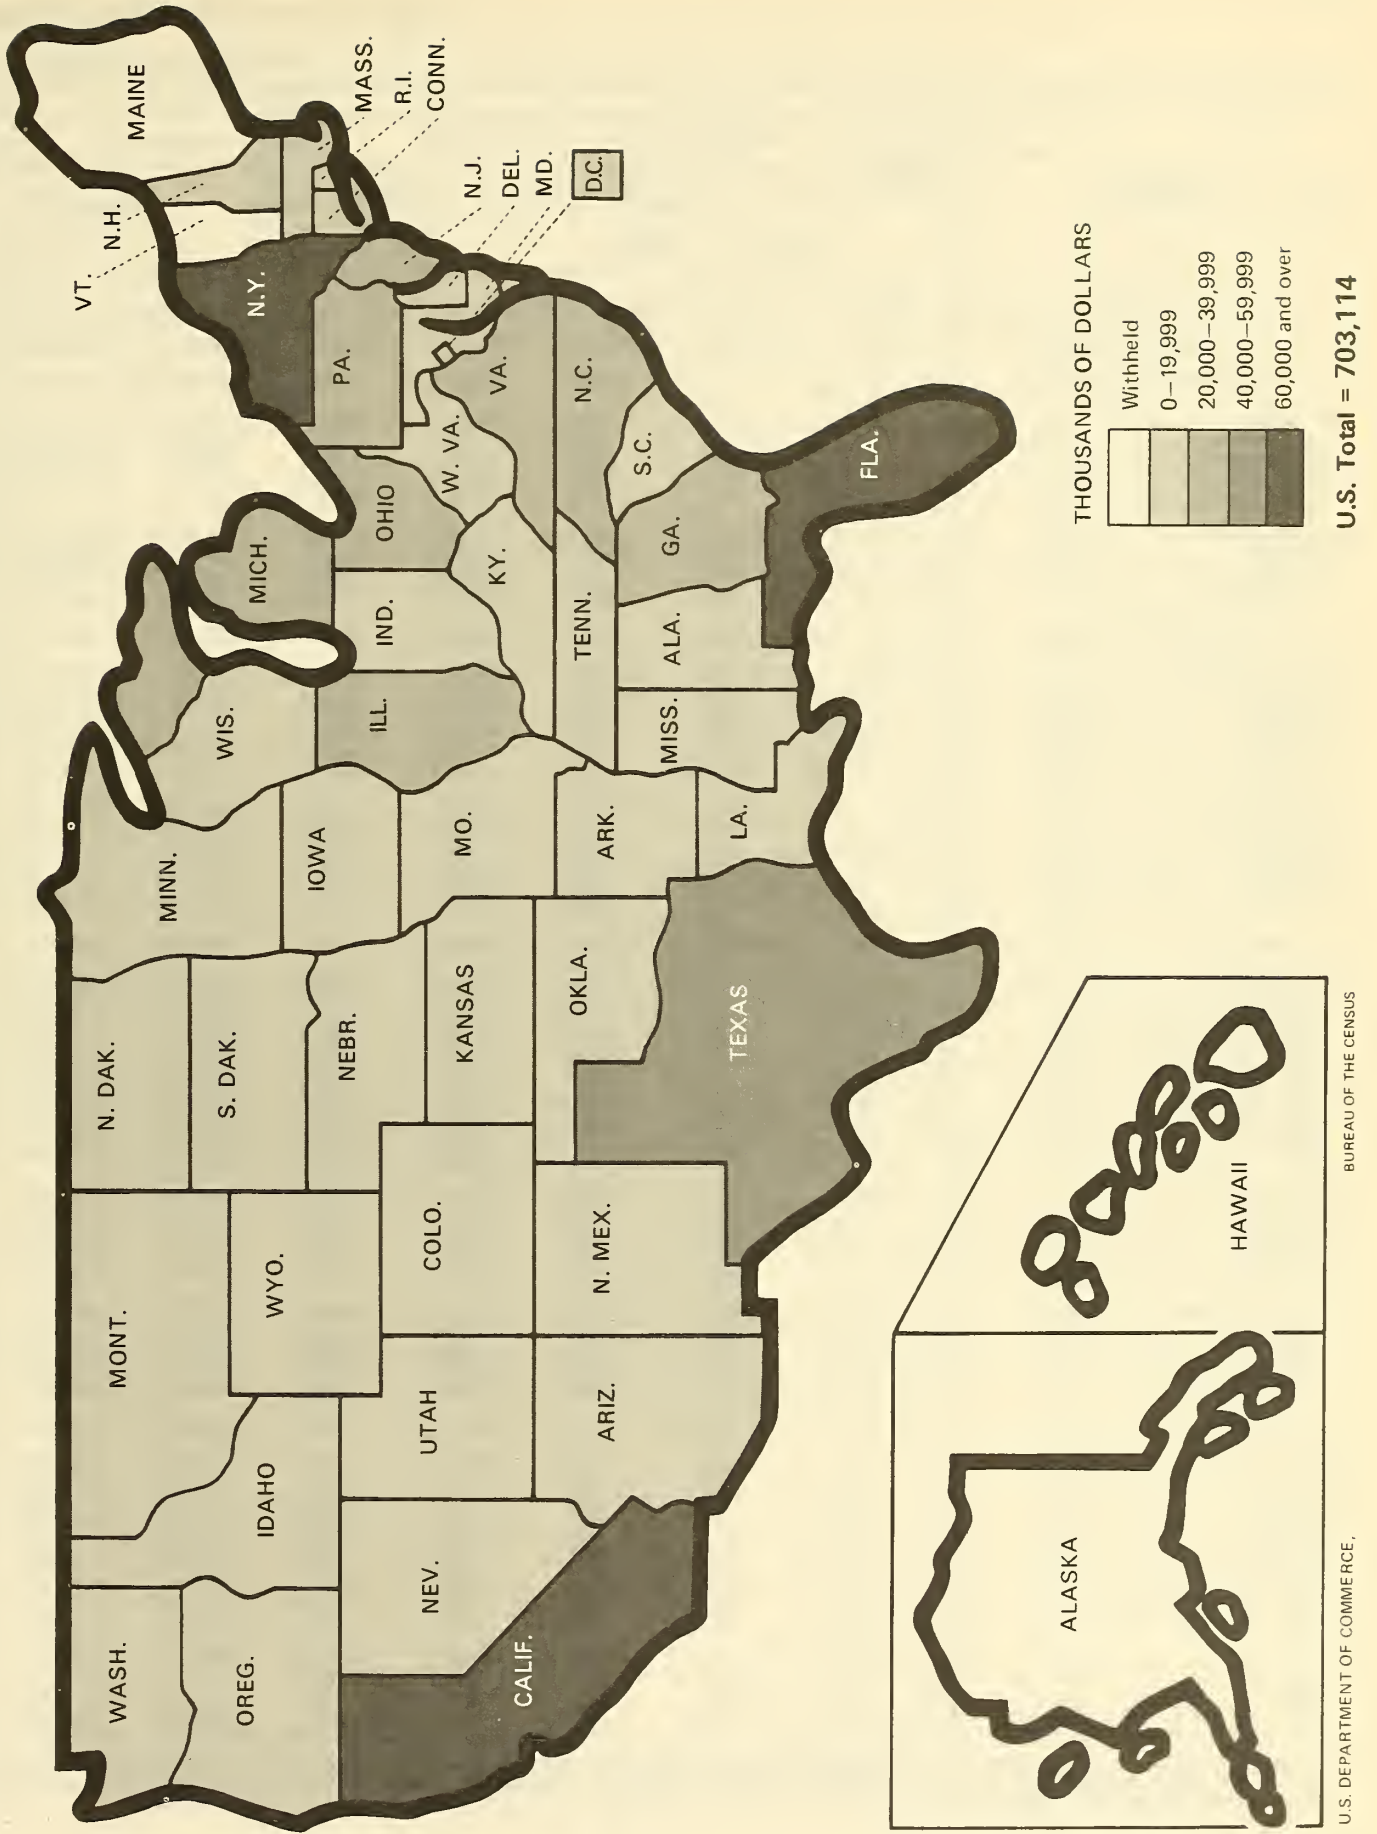 WASH.
MONT.
N. DAK.
MINN.
OREG.
IDAHO
WYO.
S. DAK.
WIS.
MICH.
VT.
N.H.
MAINE
N.Y.
MASS.
R.I.
CONN.
NEV.
UTAH
COLO.
NEBR.
IOWA
ILL.
IND.
OHIO
PA.
N.J.
DEL.
MD.
D.C.
CALIF.
ARIZ.
N. MEX.
KANSAS
MO.
KY.
W. VA.
VA.
OKLA.
ARK.
TENN.
N.C.
S.C.
TEXAS
LA.
MISS.
ALA.
GA.
FLA.
ALASKA
HAWAII
THOUSANDS OF DOLLARS
Withheld
0–19,999
20,000–39,999
40,000–59,999
60,000 and over
U.S. Total = 703,114
U.S. DEPARTMENT OF COMMERCE,
BUREAU OF THE CENSUS